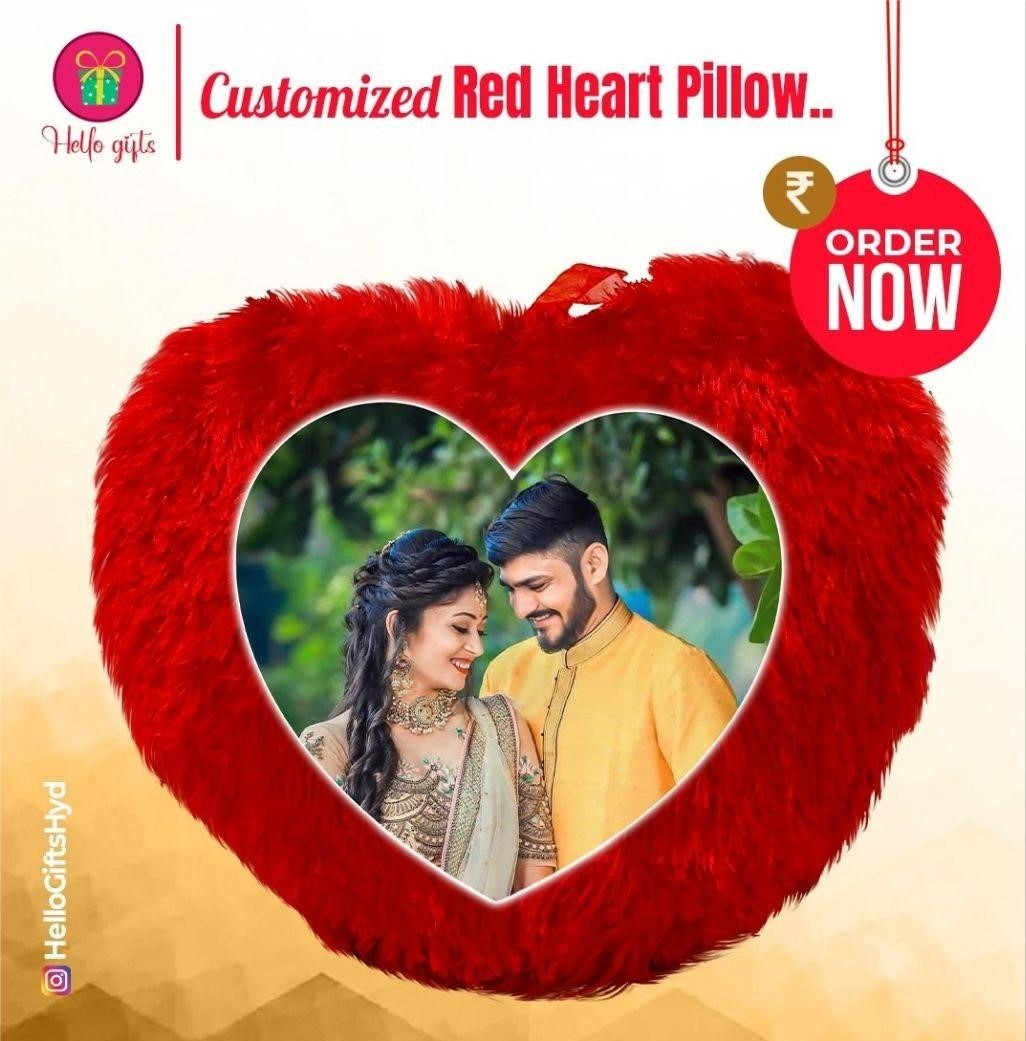 Hello gifts
Customized Red Heart Pillow..
₹
ORDER
NOW
HelloGiftsHyd